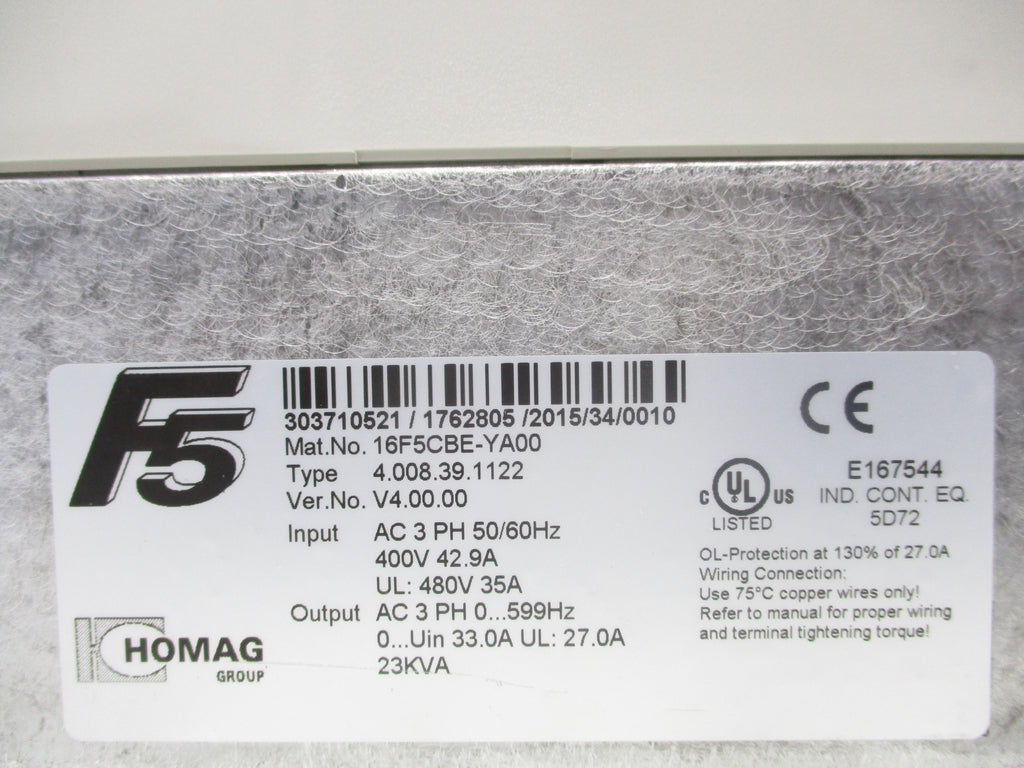 F5
303710521 / 1762805 /2015/34/0010
Mat.No. 16F5CBE-YA00
Type 4.008.39.1122
Ver.No. V4.00.00
Input AC 3 PH 50/60Hz
400V 42.9A
UL: 480V 35A
Output AC 3 PH 0...599Hz
0...Uin 33.0A UL: 27.0A
23KVA
HOMAG
GROUP
CE
C UL US
LISTED
E167544
IND. CONT. EQ.
5D72
OL-Protection at 130% of 27.0A
Wiring Connection:
Use 75°C copper wires only!
Refer to manual for proper wiring
and terminal tightening torque!